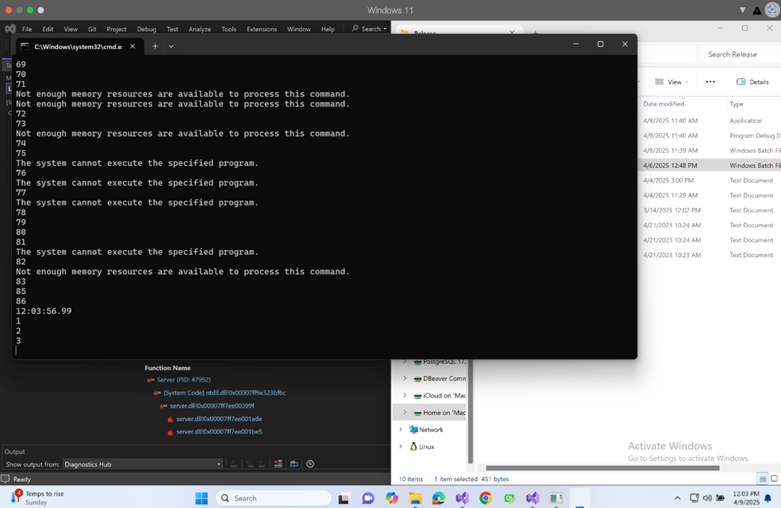 Windows 11
File Edit View Git Project Debug Test Analyze Tools Extensions Window Help Search
C:\Windows\system32\cmd.e:
69
70
71
Not enough memory resources are available to process this command.
Not enough memory resources are available to process this command.
72
73
Not enough memory resources are available to process this command.
74
75
The system cannot execute the specified program.
76
The system cannot execute the specified program.
77
The system cannot execute the specified program.
78
79
80
81
The system cannot execute the specified program.
82
Not enough memory resources are available to process this command.
83
85
86
12:03:56.99
1
2
3
Release
Search Release
View ... Details
Date modified Type
4/9/2025 11:40 AM Application
4/9/2025 11:40 AM Program Debug D
4/9/2025 11:39 AM Windows Batch Fi
4/6/2025 12:48 PM Windows Batch Fi
4/4/2025 3:00 PM Text Document
4/4/2025 11:29 AM Text Document
3/14/2025 12:02 PM Text Document
4/21/2023 10:24 AM Text Document
4/21/2023 10:24 AM Text Document
4/21/2023 10:23 AM Text Document
PostgreSQL 17.
DBeaver Comm
iCloud on 'Mac
Home on 'Mac
Network
Linux
10 items 1 item selected 451 bytes
Activate Windows
Go to Settings to activate Windows.
Function Name
Server (PID: 47992)
[System Code] ntdll.dll!0x00007ff9e323bf6c
server.dll!0x00007ff7ee00399f
server.dll!0x00007ff7ee001ade
server.dll!0x00007ff7ee001be5
Output
Show output from: Diagnostics Hub
Ready
4
Temps to rise
Sunday
Search
12:03 PM
4/9/2025